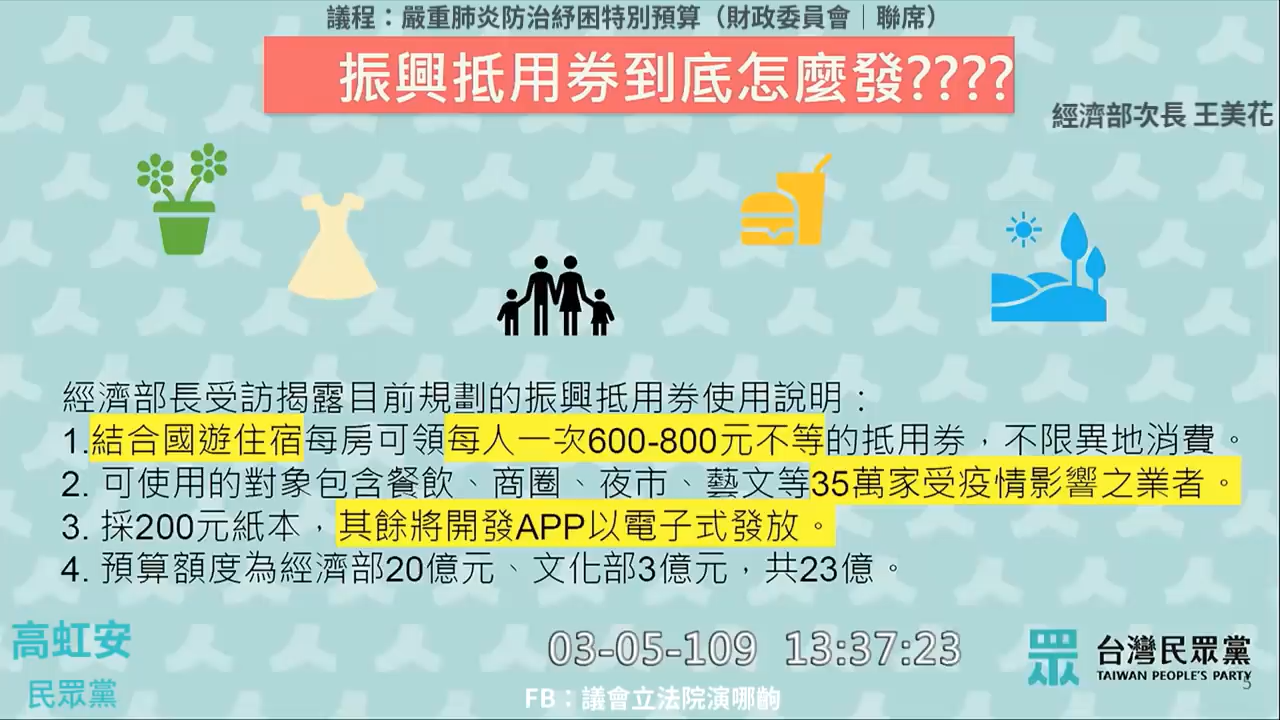 議程：嚴重肺炎防治紓困特別預算（財政委員會｜聯席）
振興抵用券到底怎麼發????
經濟部次長 王美花
經濟部長受訪揭露目前規劃的振興抵用券使用說明：
1.結合國遊住宿每房可領每人一次600-800元不等的抵用券，不限異地消費。
2. 可使用的對象包含餐飲、商圈、夜市、藝文等35萬家受疫情影響之業者。
3. 採200元紙本，其餘將開發APP以電子式發放。
4. 預算額度為經濟部20億元、文化部3億元，共23億。
高虹安
民眾黨
03-05-109 13:37:23
FB：議會立法院演哪齣
眾 台灣民眾黨
TAIWAN PEOPLE'S PARTY
5